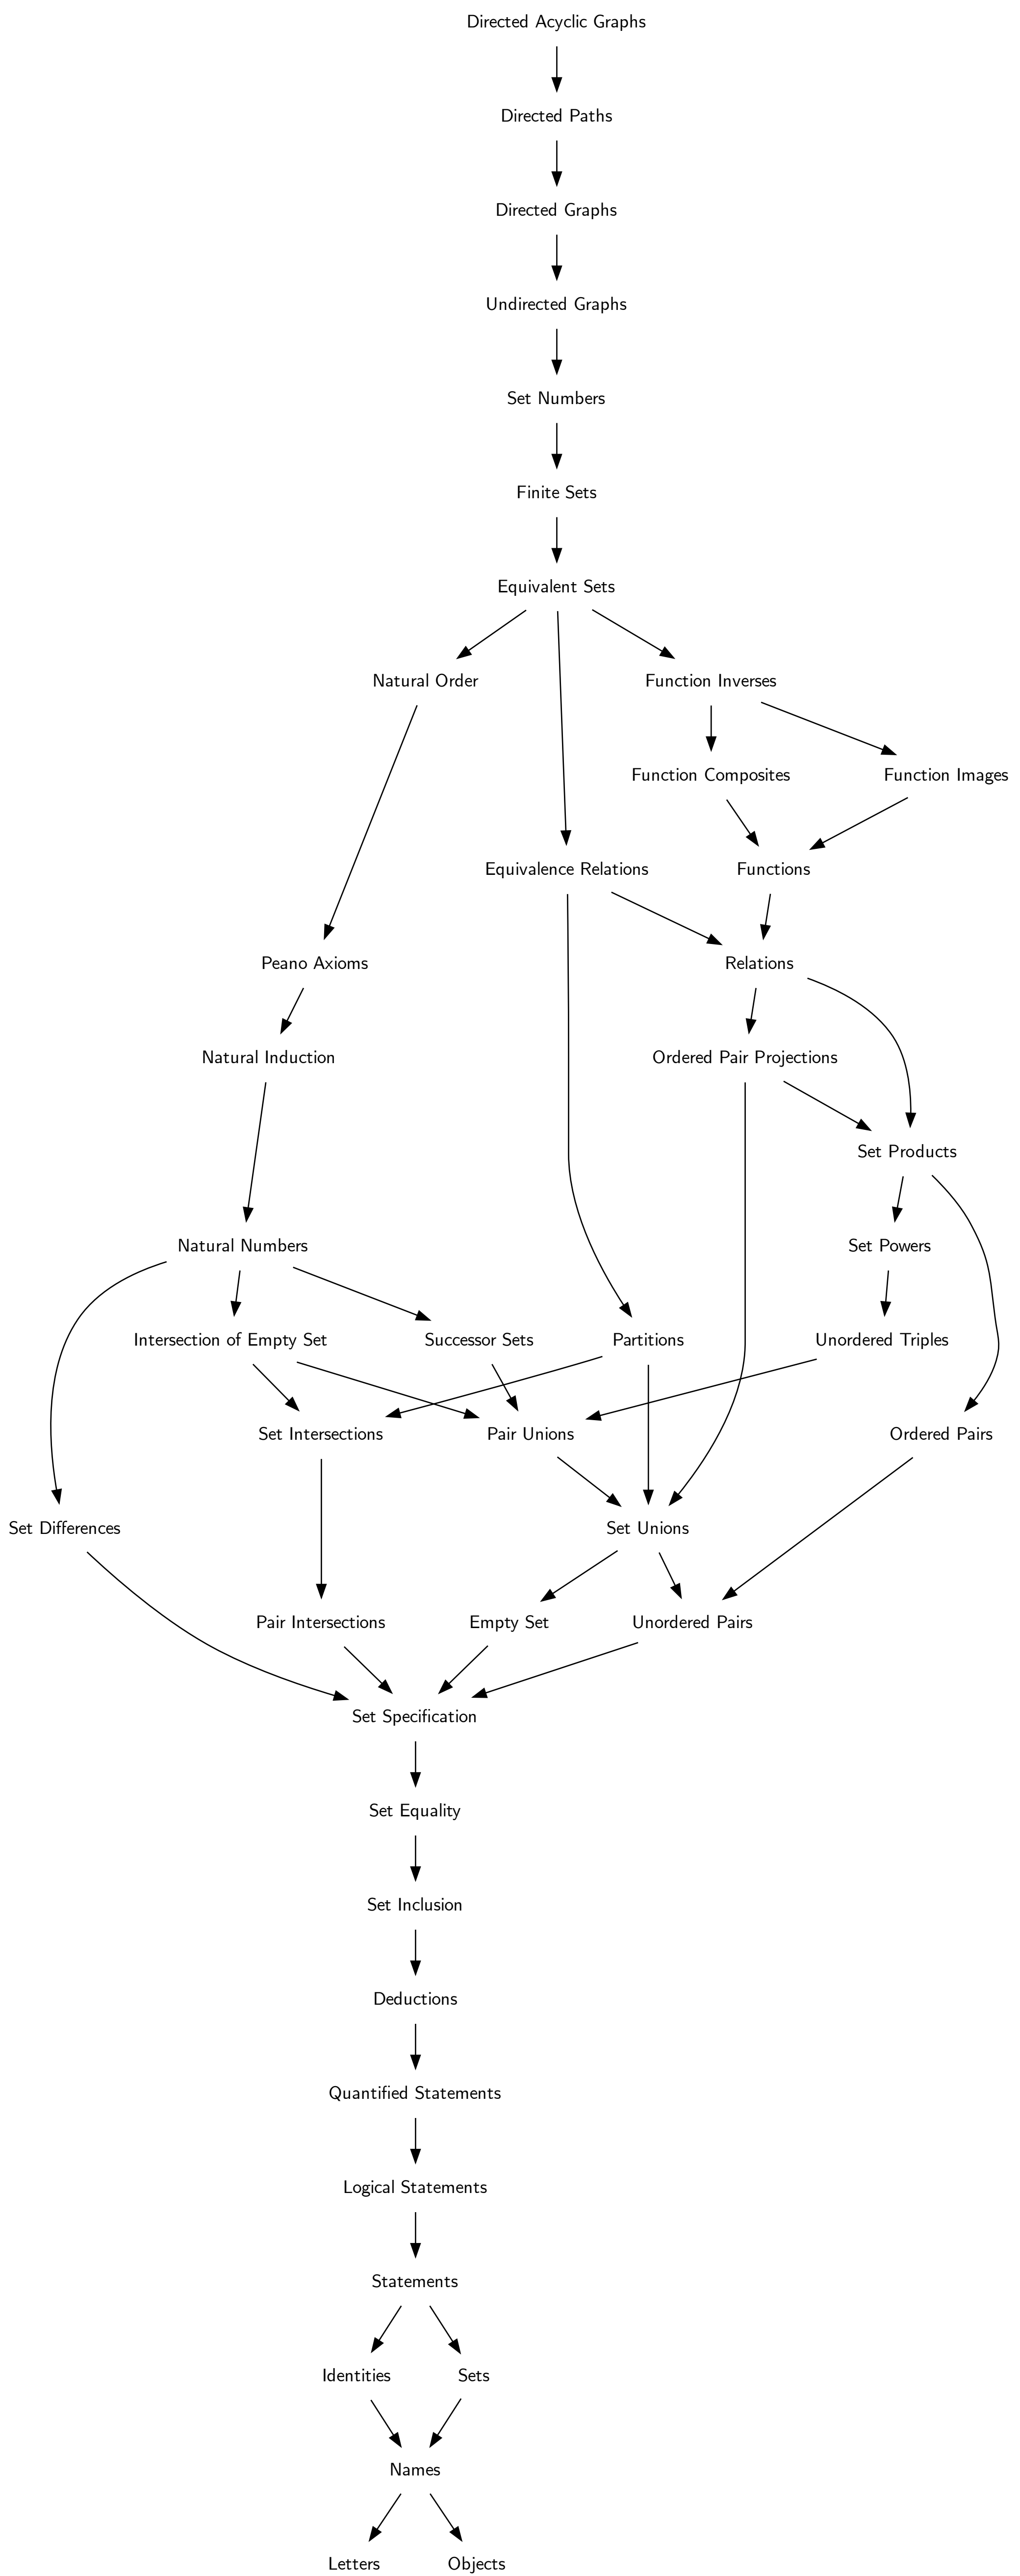 Directed Acyclic Graphs
Directed Paths
Directed Graphs
Undirected Graphs
Set Numbers
Finite Sets
Equivalent Sets
Natural Order
Function Inverses
Function Composites
Function Images
Equivalence Relations
Functions
Peano Axioms
Relations
Natural Induction
Ordered Pair Projections
Set Products
Natural Numbers
Set Powers
Intersection of Empty Set
Successor Sets
Partitions
Unordered Triples
Set Intersections
Pair Unions
Ordered Pairs
Set Differences
Set Unions
Pair Intersections
Empty Set
Unordered Pairs
Set Specification
Set Equality
Set Inclusion
Deductions
Quantified Statements
Logical Statements
Statements
Identities
Sets
Names
Letters
Objects